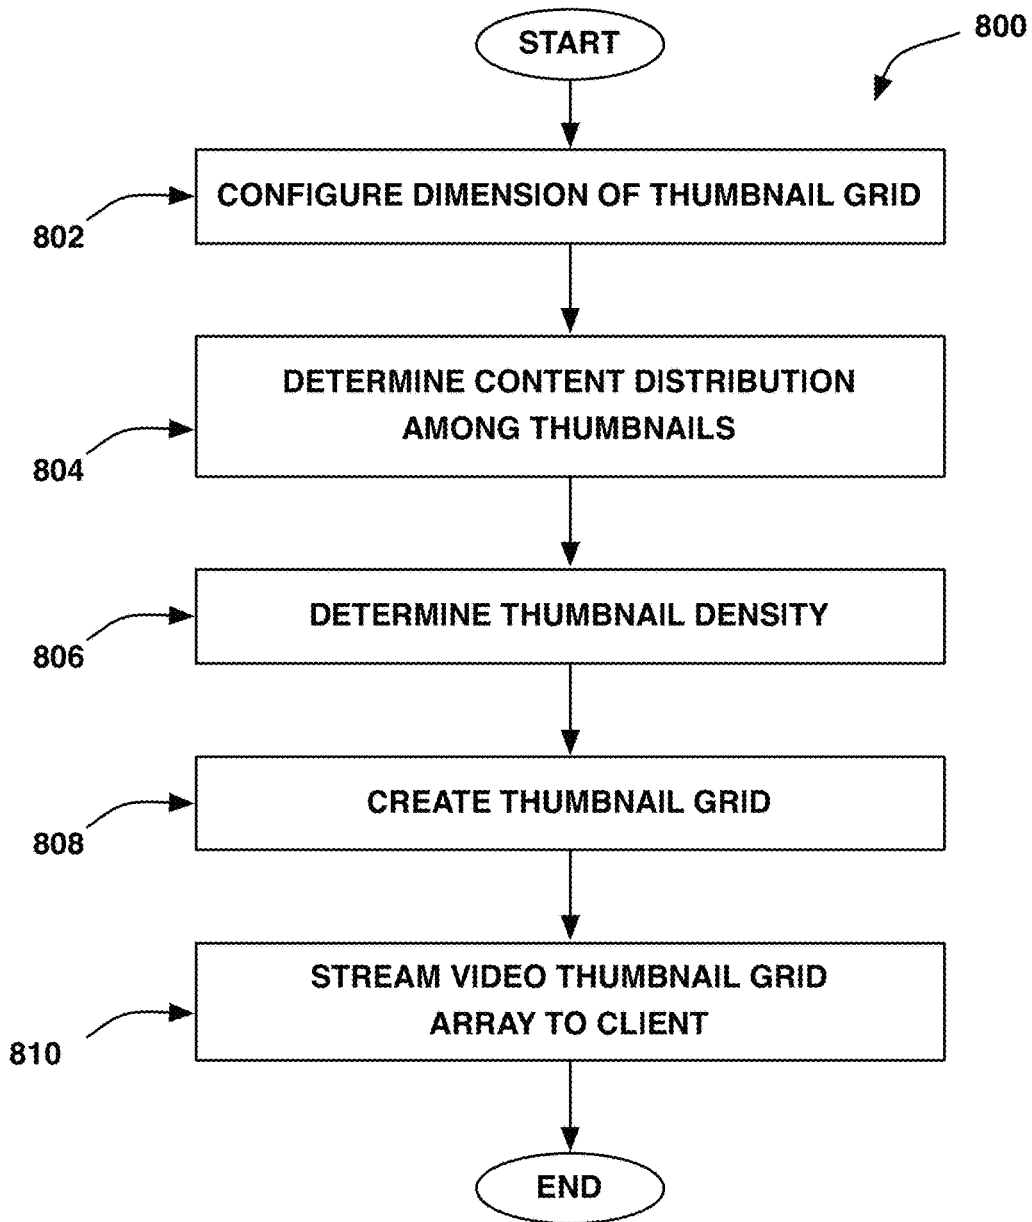 START
800
CONFIGURE DIMENSION OF THUMBNAIL GRID
802
DETERMINE CONTENT DISTRIBUTION
AMONG THUMBNAILS
804
DETERMINE THUMBNAIL DENSITY
806
CREATE THUMBNAIL GRID
808
STREAM VIDEO THUMBNAIL GRID
ARRAY TO CLIENT
810
END